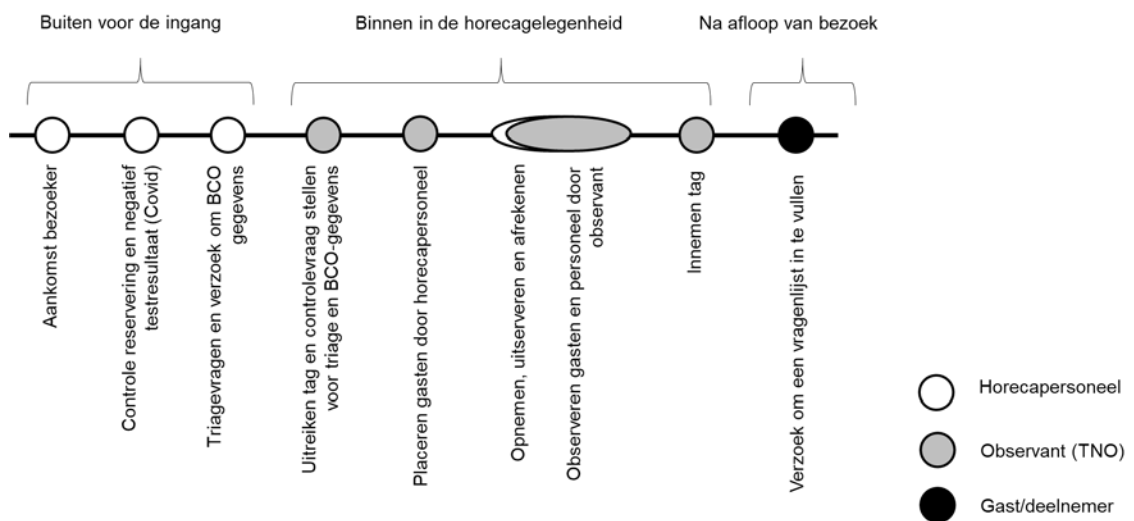 Buiten voor de ingang
Binnen in de horecagelegenheid
Na afloop van bezoek
Aankomst bezoeker
Controle reservering en negatief
testresultaat (Covid)
Triagevragen en verzoek om BCO
gegevens
Uitreiken tag en controlevraag stellen
voor triage en BCO-gegevens
Placeren gasten door horecapersoneel
Opnemen, uitserveren en afrekenen
Observeren gasten en personeel door
observant
Innemen tag
Verzoek om een vragenlijst in te vullen
Horecapersoneel
Observant (TNO)
Gast/deelnemer